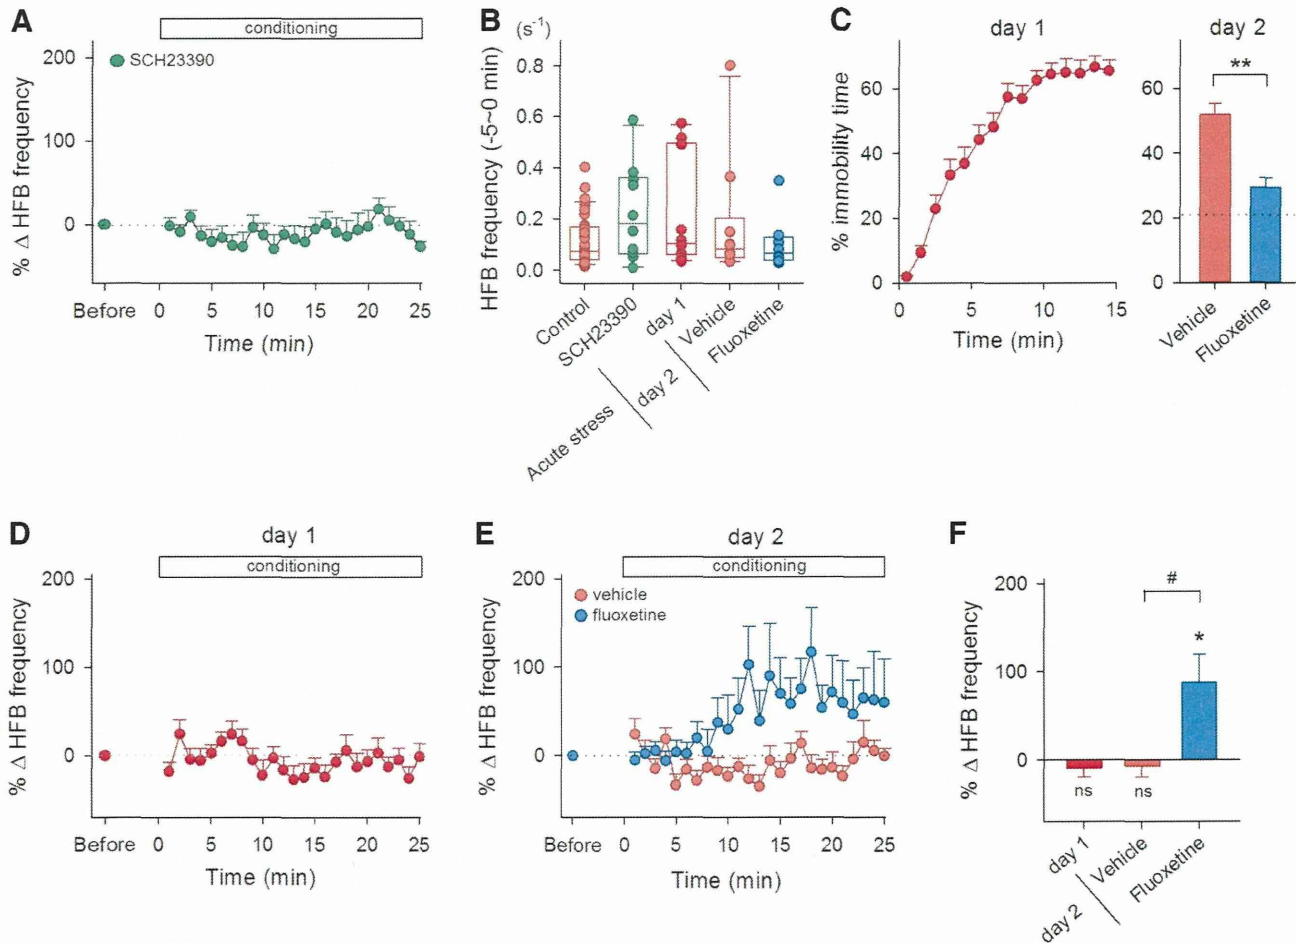 A
conditioning
SCH23390
% Δ HFB frequency
200
100
0
Before 0 5 10 15 20 25
Time (min)
B
(s⁻¹)
HFB frequency (-5~0 min)
0.8
0.6
0.4
0.2
0.0
Control
SCH23390
day 1
Vehicle
Fluoxetine
Acute stress
day 2
C
day 1
% immobility time
60
40
20
0
0 5 10 15
Time (min)
day 2
**
60
40
20
0
Vehicle
Fluoxetine
D
day 1
conditioning
% Δ HFB frequency
200
100
0
Before 0 5 10 15 20 25
Time (min)
E
day 2
conditioning
vehicle
fluoxetine
% Δ HFB frequency
200
100
0
Before 0 5 10 15 20 25
Time (min)
F
% Δ HFB frequency
200
100
0
#
*
ns
ns
day 1
Vehicle
Fluoxetine
day 2